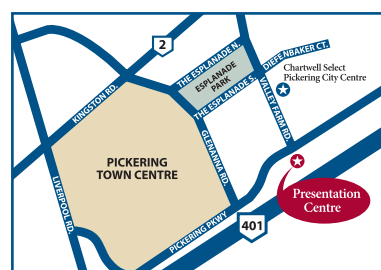 2
THE ESPLANADE N.
DIEFENBAKER CT.
ESPLANADE
PARK
Chartwell Select
Pickering City Centre
KINGSTON RD.
THE ESPLANADE S.
VALLEY FARM RD.
GLENANNA RD.
PICKERING
TOWN CENTRE
LIVERPOOL RD.
Presentation
Centre
PICKERING PKWY
401